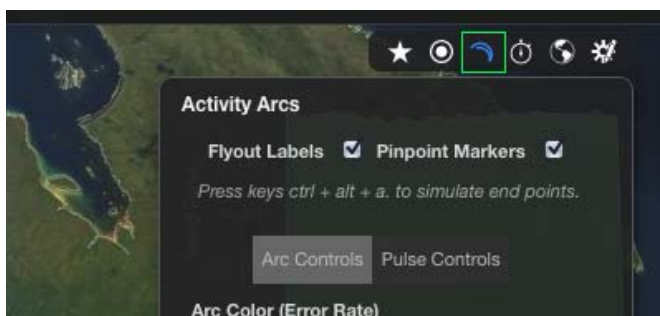 Activity Arcs
Flyout Labels Pinpoint Markers
Press keys ctrl + alt + a. to simulate end points.
Arc Controls Pulse Controls
Arc Color (Error Rate)